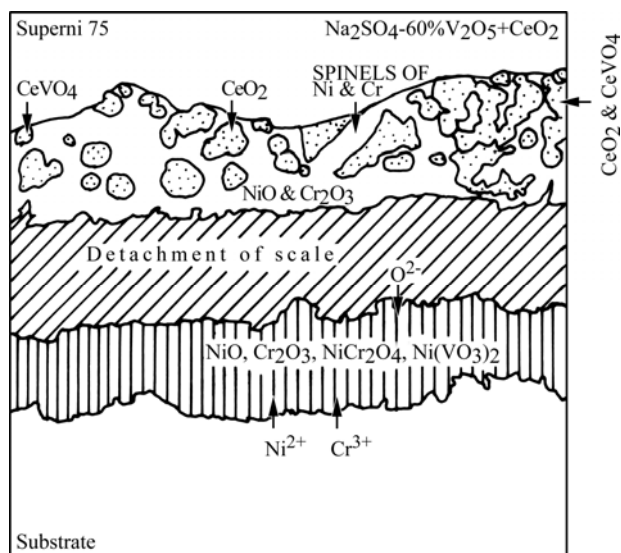 Superni 75
Na2SO4-60%V2O5+CeO2
CeVO4
CeO2
SPINELS OF
Ni & Cr
CeO2 & CeVO4
NiO & Cr2O3
Detachment of scale
O2-
NiO, Cr2O3, NiCr2O4, Ni(VO3)2
Ni2+
Cr3+
Substrate